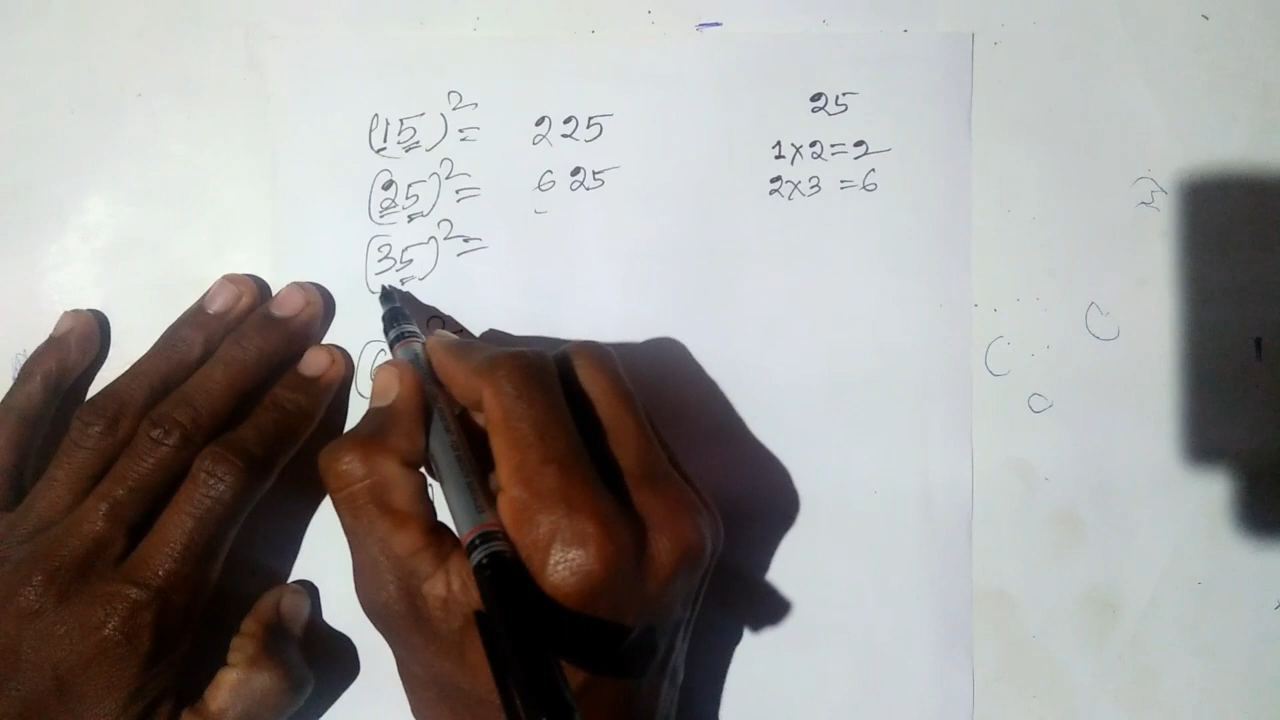 (15)² = 225
(25)² = 625
(35)² =
25
1×2=2
2×3=6